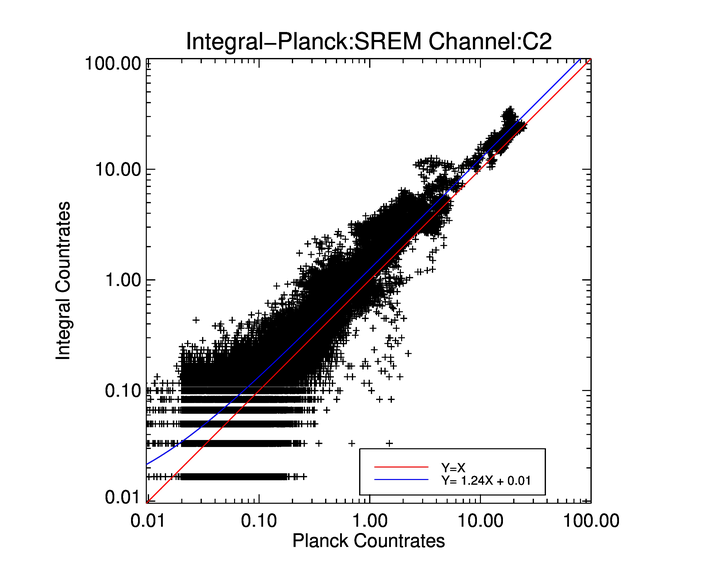 Integral-Planck:SREM Channel:C2
100.00
10.00
1.00
0.10
0.01
Integral Countrates
Y=X
Y= 1.24X + 0.01
0.01 0.10 1.00 10.00 100.00
Planck Countrates